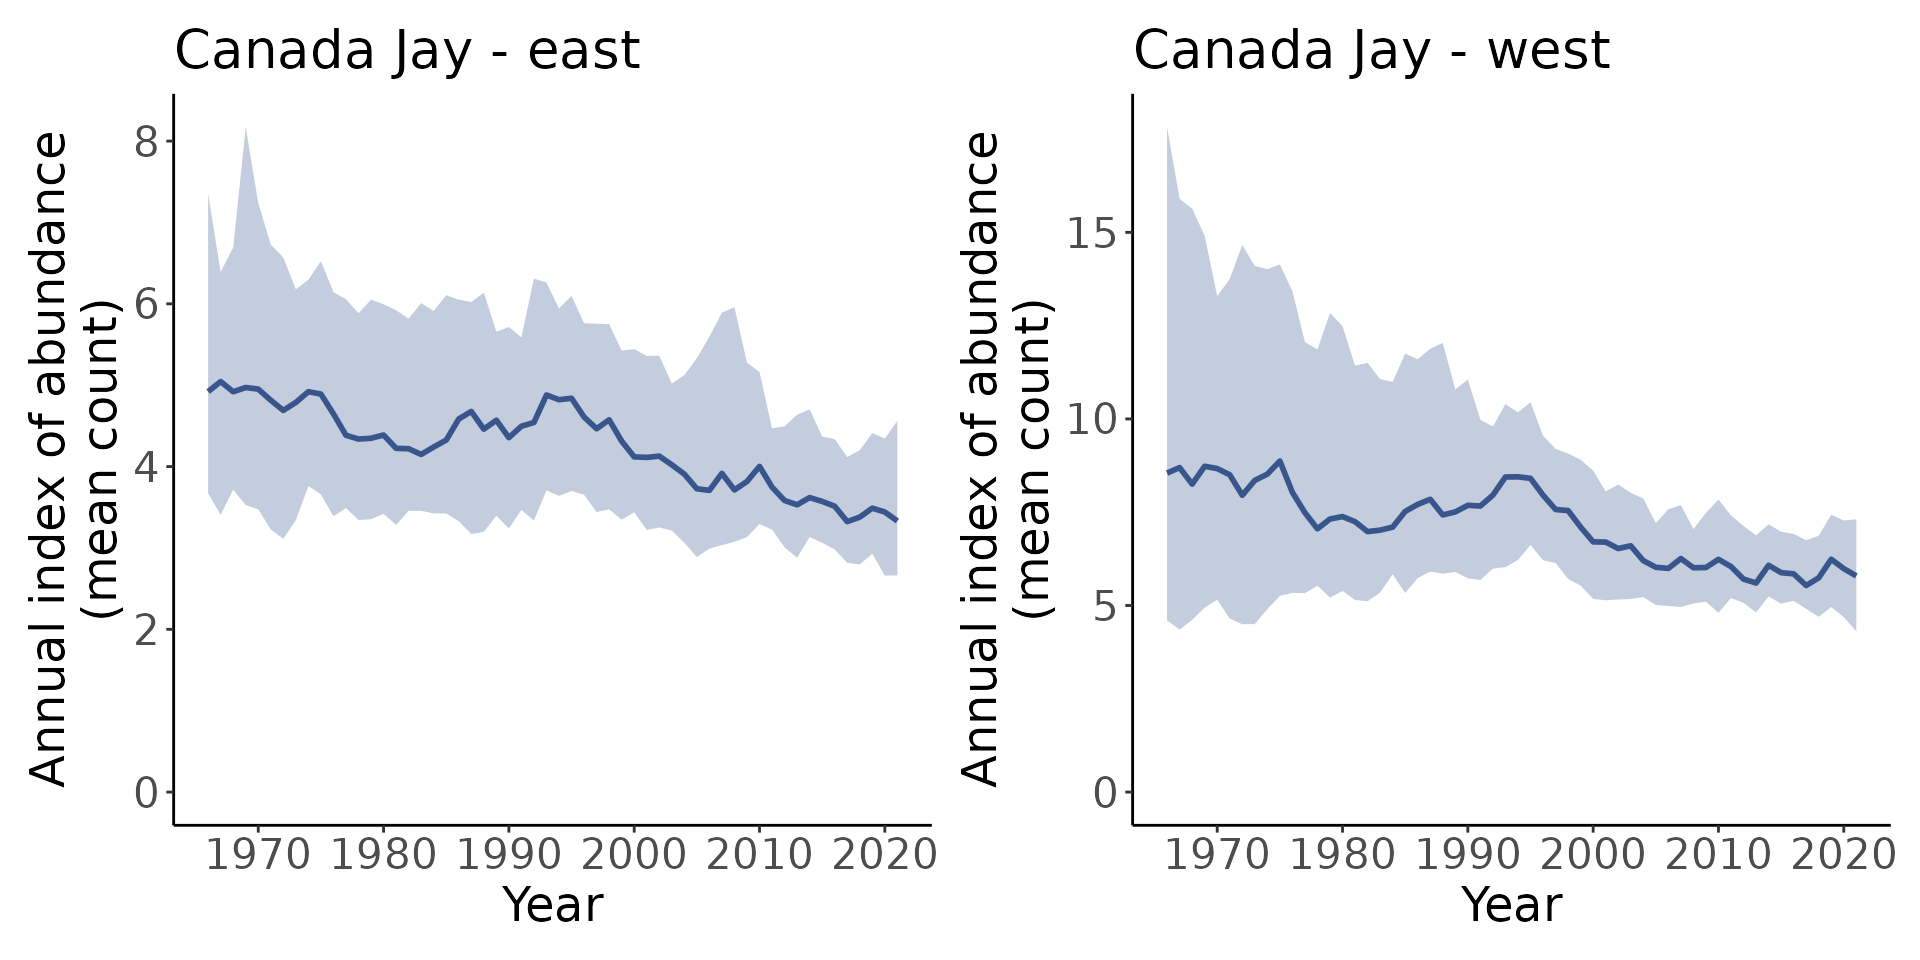 Canada Jay - east
Annual index of abundance
(mean count)
8
6
4
2
0
1970 1980 1990 2000 2010 2020
Year
Canada Jay - west
Annual index of abundance
(mean count)
15
10
5
0
1970 1980 1990 2000 2010 2020
Year